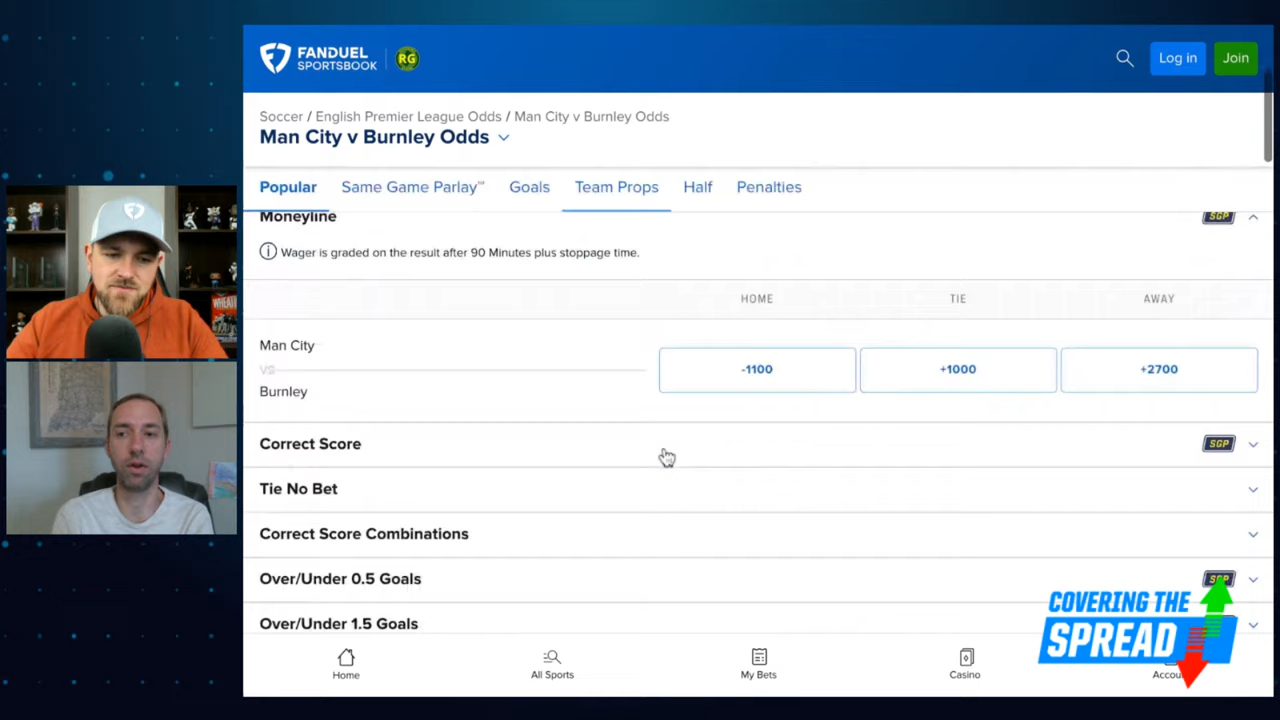 FANDUEL
SPORTSBOOK
RG
Log in
Join
Soccer / English Premier League Odds / Man City v Burnley Odds
Man City v Burnley Odds
Popular
Same Game Parlay™
Goals
Team Props
Half
Penalties
Moneyline
SGP
Wager is graded on the result after 90 Minutes plus stoppage time.
HOME
TIE
AWAY
Man City
VS
Burnley
-1100
+1000
+2700
Correct Score
SGP
Tie No Bet
Correct Score Combinations
Over/Under 0.5 Goals
SGP
Over/Under 1.5 Goals
COVERING THE
SPREAD
Home
All Sports
My Bets
Casino